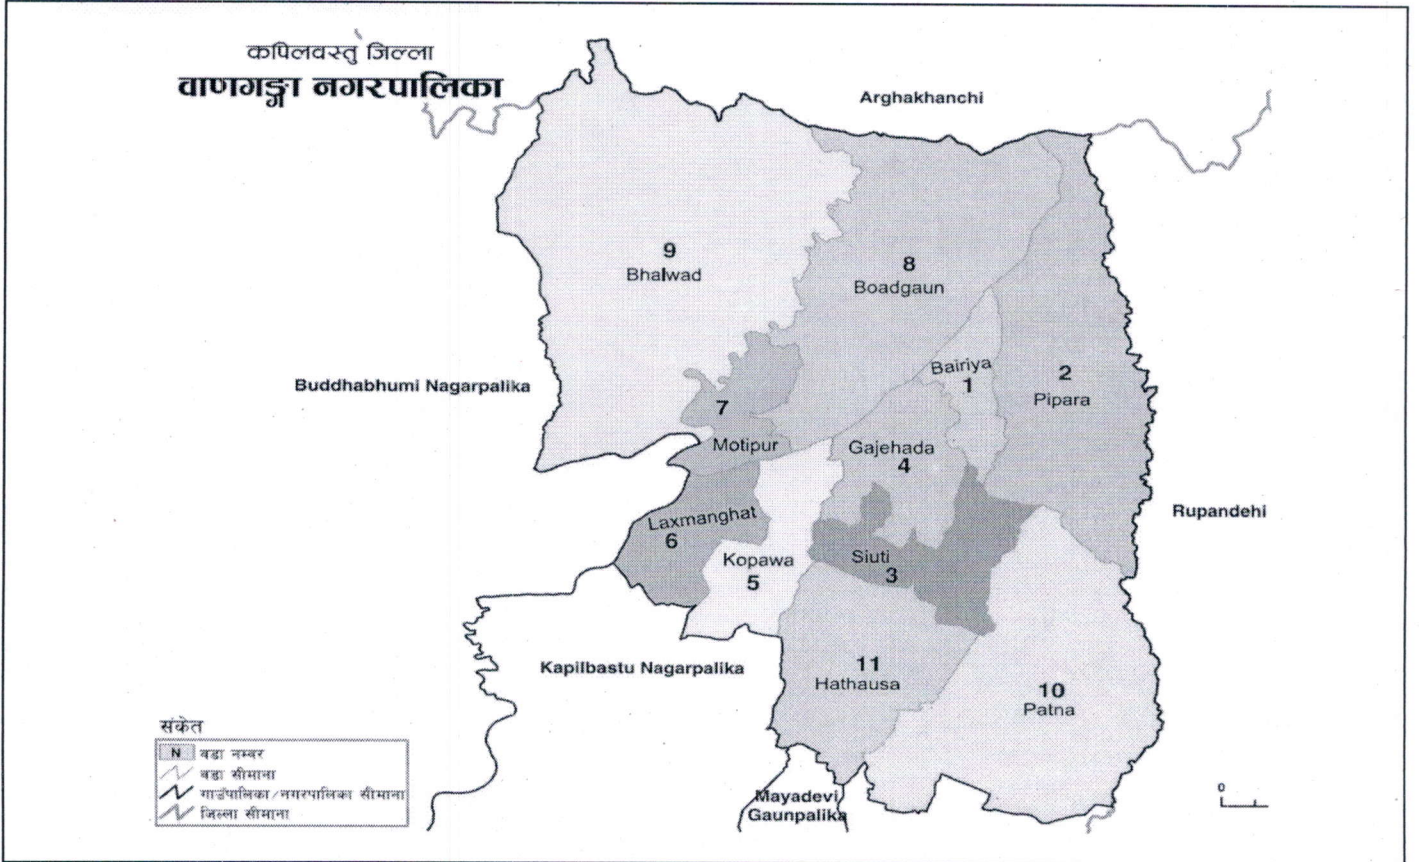 कपिलवस्तु जिल्ला
वाणगङ्गा नगरपालिका
Arghakhanchi
9
Bhalwad
8
Boadgaun
Bairiya
1
2
Pipara
Buddhabhumi Nagarpalika
7
Motipur
Gajehada
4
Rupandehi
Laxmanghat
6
Kopawa
5
Siuti
3
Kapilbastu Nagarpalika
11
Hathausa
10
Patna
संकेत
N वडा नम्बर
वडा सीमाना
गाउंपालिका/नगरपालिका सीमाना
जिल्ला सीमाना
Mayadevi
Gaunpalika
0